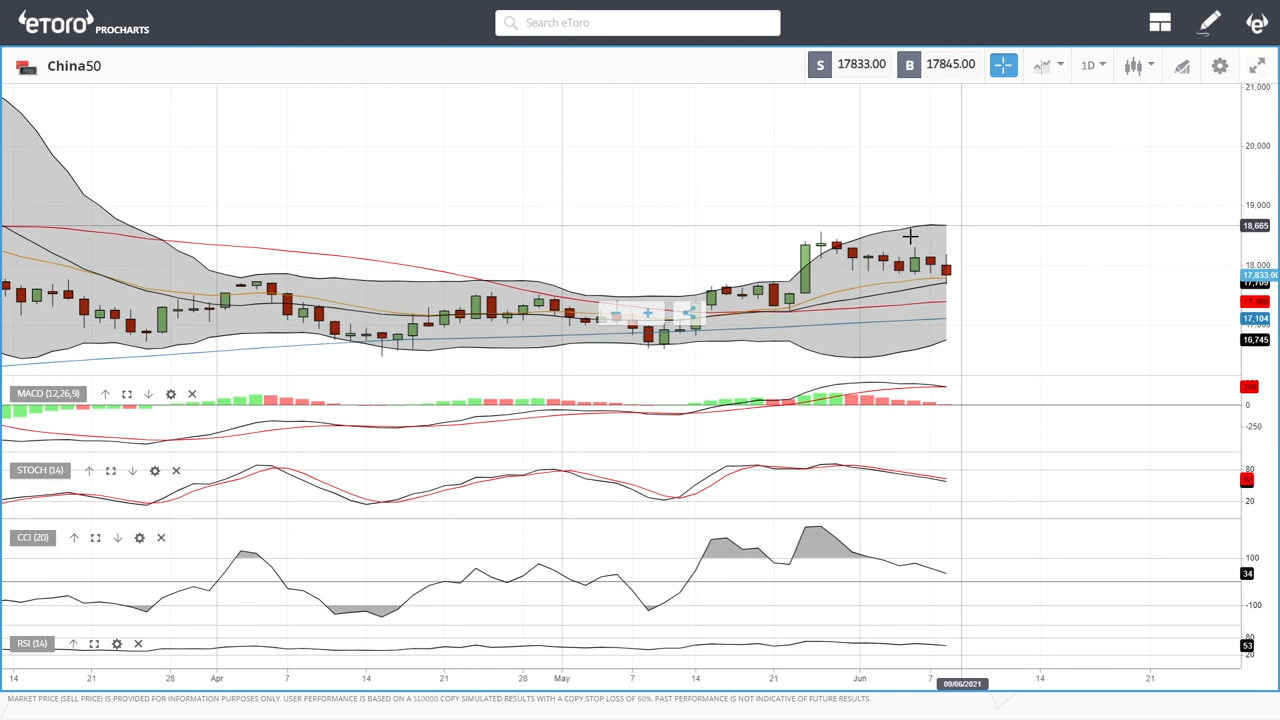 eToro PROCHARTS
Search eToro
China50
S 17833.00 B 17845.00 1D
21,000
20,000
19,000
18,665
18,000
17,833.00
17,709
17,104
16,745
MACD (12,26,9)
0
-250
STOCH (14)
80
20
CCI (20)
100
34
-100
RSI (14)
80
53
20
14 21 28 Apr 7 14 21 28 May 7 14 21 Jun 7 14 21
09/06/2021
MARKET PRICE (SELL PRICE) IS PROVIDED FOR INFORMATION PURPOSES ONLY. USER PERFORMANCE IS BASED ON A $10000 COPY SIMULATED RESULTS WITH A COPY STOP LOSS OF 60%. PAST PERFORMANCE IS NOT INDICATIVE OF FUTURE RESULTS.